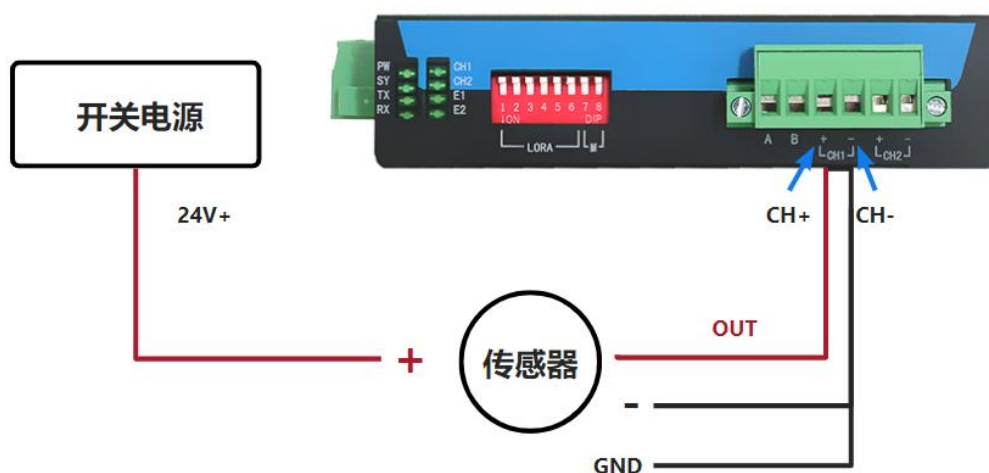 开关电源
PW CH1
SY CH2
TX E1
RX E2
1 2 3 4 5 6 7 8
ON DIP
LORA M
A B + - + -
CH1 CH2
24V+
CH+ CH-
OUT
+
传感器
-
GND